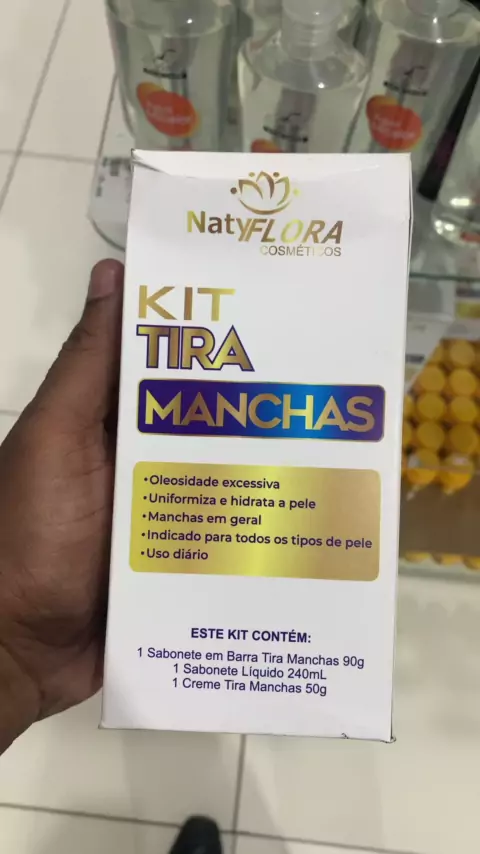 NatyFLORA
COSMÉTICOS
KIT
TIRA
MANCHAS
•Oleosidade excessiva
•Uniformiza e hidrata a pele
•Manchas em geral
•Indicado para todos os tipos de pele
•Uso diário
ESTE KIT CONTÉM:
1 Sabonete em Barra Tira Manchas 90g
1 Sabonete Líquido 240mL
1 Creme Tira Manchas 50g